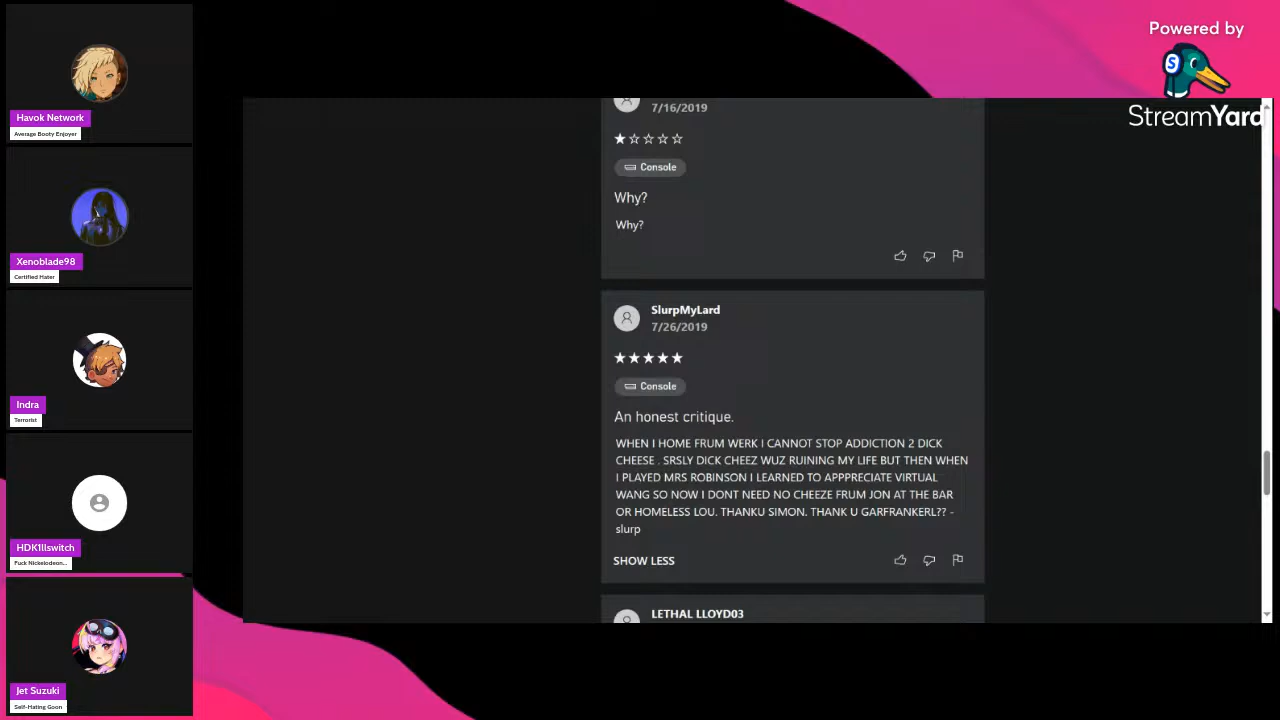 Powered by
StreamYard
Havok Network
Average Booty Enjoyer
Xenoblade98
Certified Hater
Indra
Terrorist
HDK1llswitch
Fuck Nickelodeon...
Jet Suzuki
Self-Hating Goon
7/16/2019
Console
Why?
Why?
SlurpMyLard
7/26/2019
Console
An honest critique.
WHEN I HOME FRUM WERK I CANNOT STOP ADDICTION 2 DICK
CHEESE . SRSLY DICK CHEEZ WUZ RUINING MY LIFE BUT THEN WHEN
I PLAYED MRS ROBINSON I LEARNED TO APPPRECIATE VIRTUAL
WANG SO NOW I DONT NEED NO CHEEZE FRUM JON AT THE BAR
OR HOMELESS LOU. THANKU SIMON. THANK U GARFRANKERL?? -
slurp
SHOW LESS
LETHAL LLOYD03